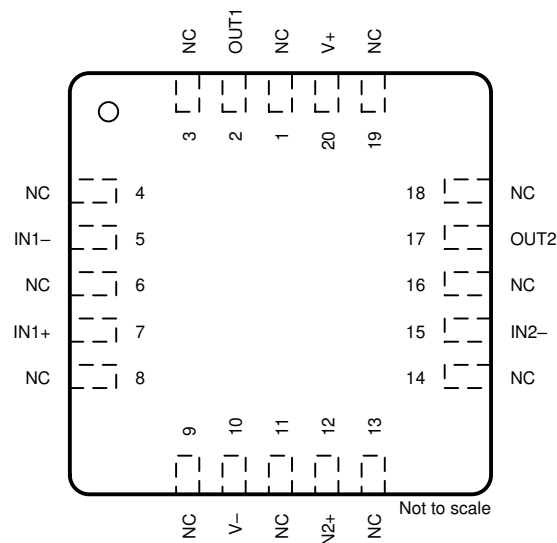 NC
OUT1
NC
V+
NC
3
2
1
20
19
NC 4
IN1– 5
NC 6
IN1+ 7
NC 8
18 NC
17 OUT2
16 NC
15 IN2–
14 NC
9
10
11
12
13
NC
V–
NC
N2+
NC
Not to scale